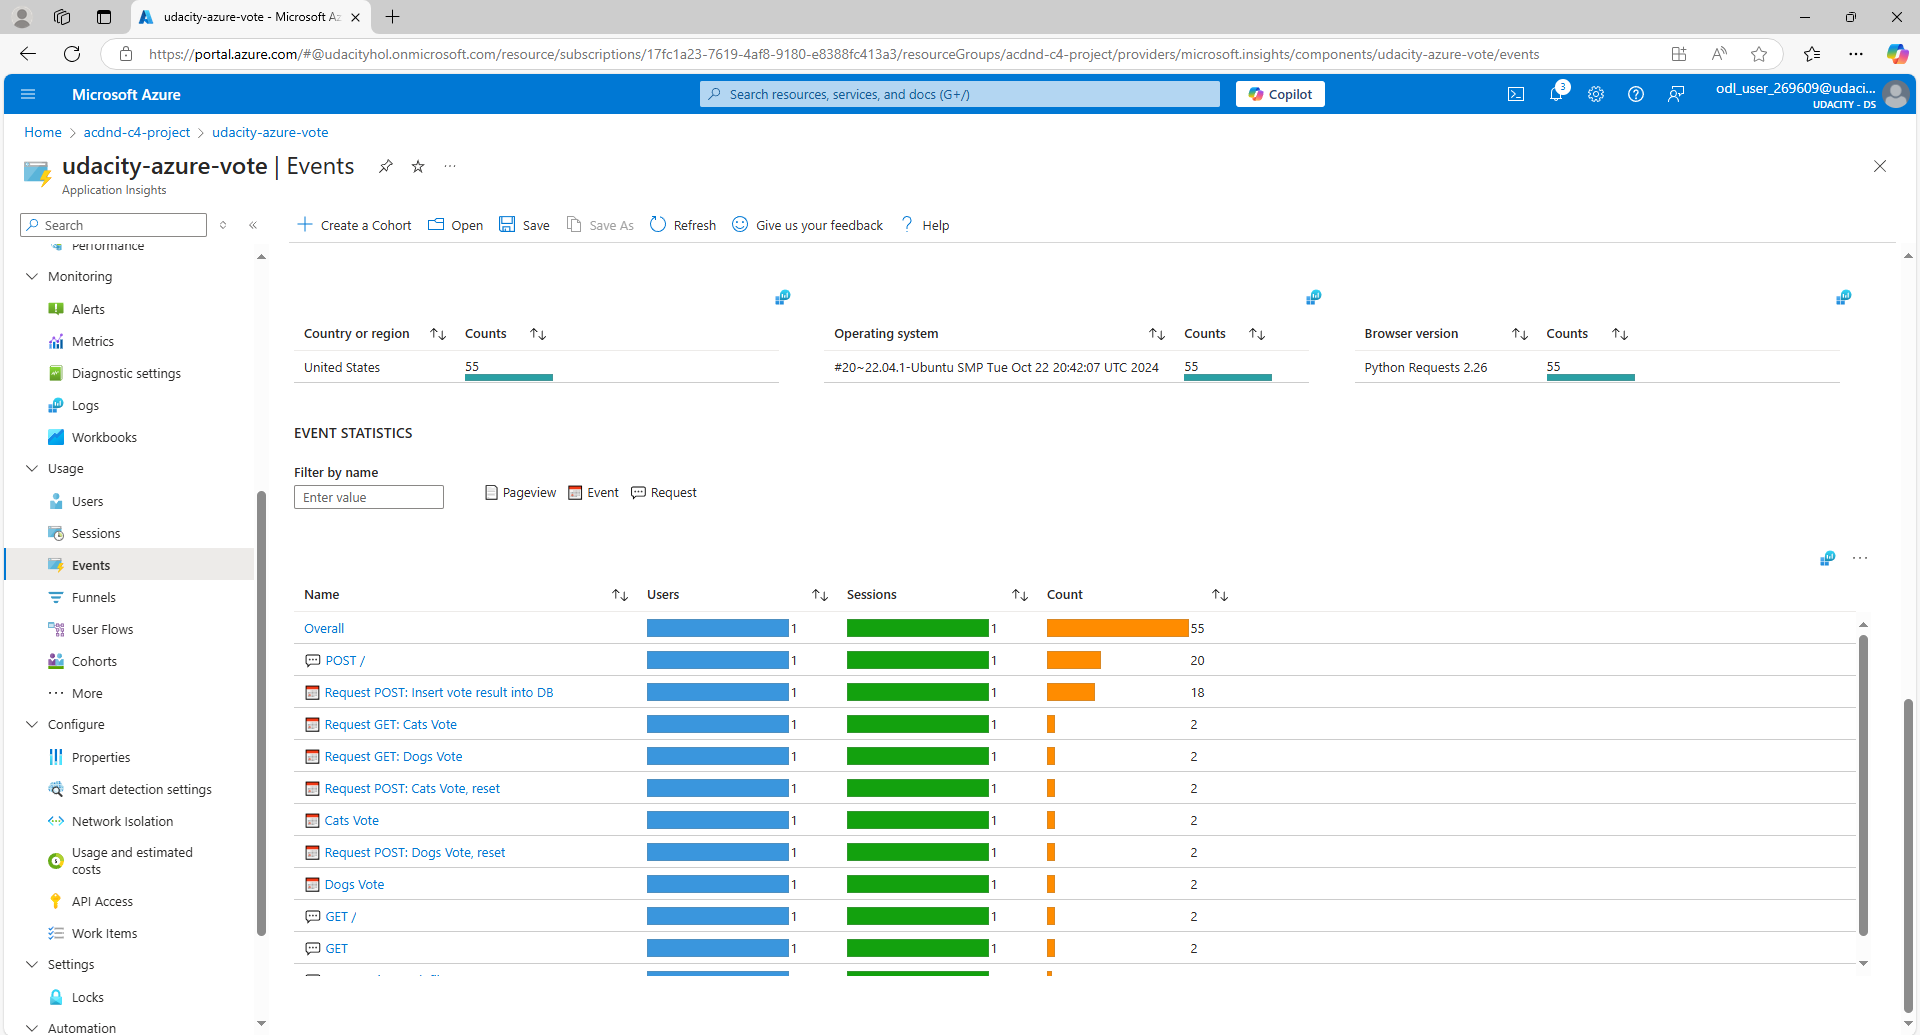 udacity-azure-vote - Microsoft Az
https://portal.azure.com/#@udacityhol.onmicrosoft.com/resource/subscriptions/17fc1a23-7619-4af8-9180-e8388fc413a3/resourceGroups/acdnd-c4-project/providers/microsoft.insights/components/udacity-azure-vote/events
Microsoft Azure
Search resources, services, and docs (G+/)
Copilot
3
odl_user_269609@udaci...
UDACITY - DS
Home > acdnd-c4-project > udacity-azure-vote
udacity-azure-vote | Events
Application Insights
Search
Create a Cohort Open Save Save As Refresh Give us your feedback Help
Performance
Monitoring
Alerts
Metrics
Diagnostic settings
Logs
Workbooks
Usage
Users
Sessions
Events
Funnels
User Flows
Cohorts
More
Configure
Properties
Smart detection settings
Network Isolation
Usage and estimated
costs
API Access
Work Items
Settings
Locks
Automation
Country or region Counts
United States 55
Operating system Counts
#20~22.04.1-Ubuntu SMP Tue Oct 22 20:42:07 UTC 2024 55
Browser version Counts
Python Requests 2.26 55
EVENT STATISTICS
Filter by name
Enter value
Pageview Event Request
Name Users Sessions Count
Overall 1 1 55
POST / 1 1 20
Request POST: Insert vote result into DB 1 1 18
Request GET: Cats Vote 1 1 2
Request GET: Dogs Vote 1 1 2
Request POST: Cats Vote, reset 1 1 2
Cats Vote 1 1 2
Request POST: Dogs Vote, reset 1 1 2
Dogs Vote 1 1 2
GET / 1 1 2
GET 1 1 2